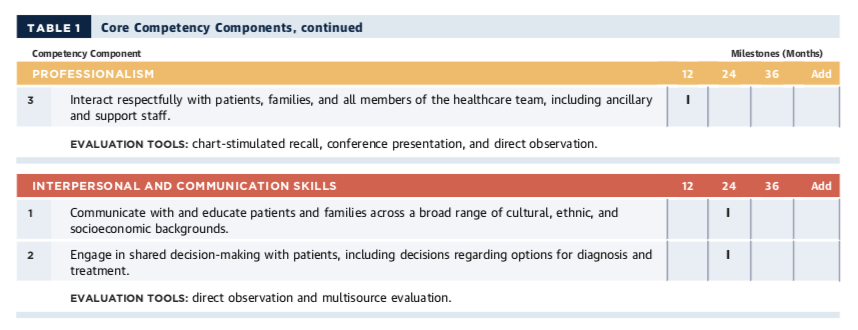 TABLE 1 Core Competency Components, continued
Competency Component Milestones (Months)
PROFESSIONALISM 12 24 36 Add
3 Interact respectfully with patients, families, and all members of the healthcare team, including ancillary I
and support staff.
EVALUATION TOOLS: chart-stimulated recall, conference presentation, and direct observation.
INTERPERSONAL AND COMMUNICATION SKILLS 12 24 36 Add
1 Communicate with and educate patients and families across a broad range of cultural, ethnic, and I
socioeconomic backgrounds.
2 Engage in shared decision-making with patients, including decisions regarding options for diagnosis and I
treatment.
EVALUATION TOOLS: direct observation and multisource evaluation.